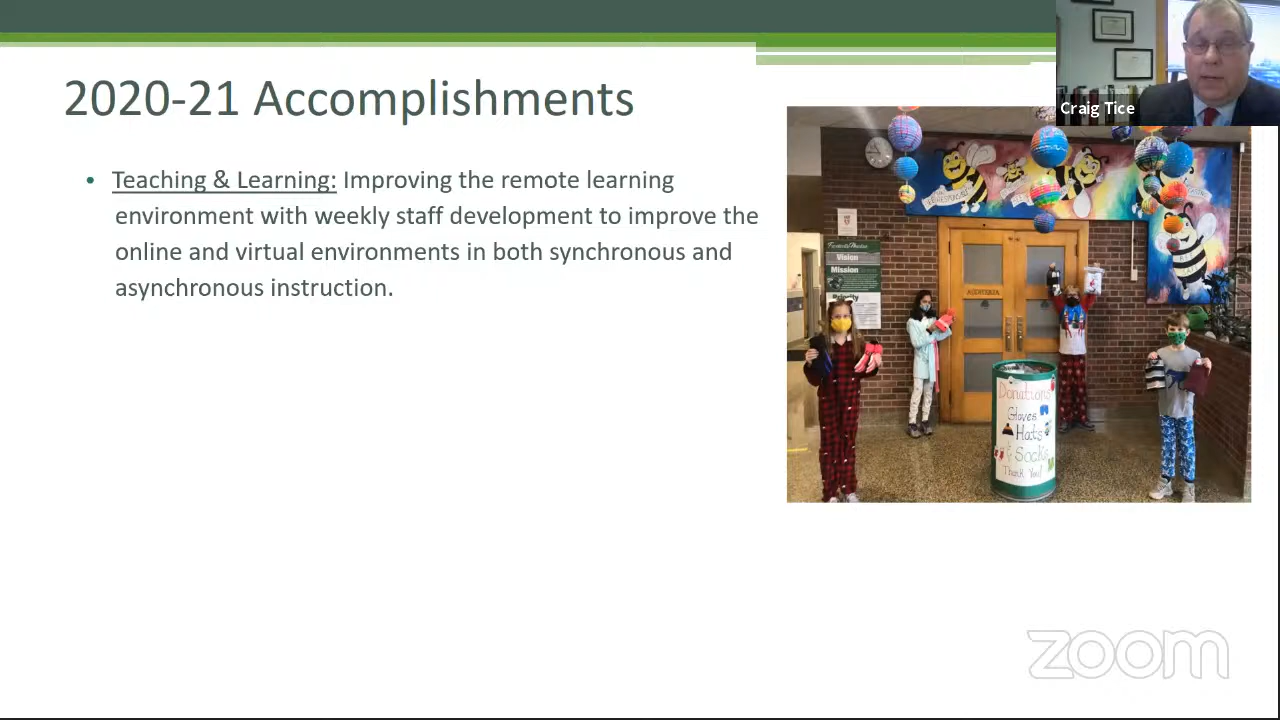 2020-21 Accomplishments
Craig Tice
• Teaching & Learning: Improving the remote learning
environment with weekly staff development to improve the
online and virtual environments in both synchronous and
asynchronous instruction.
Vision
Mission
Priority
Donations
Gloves
Hats
Socks
Thank You!
zoom